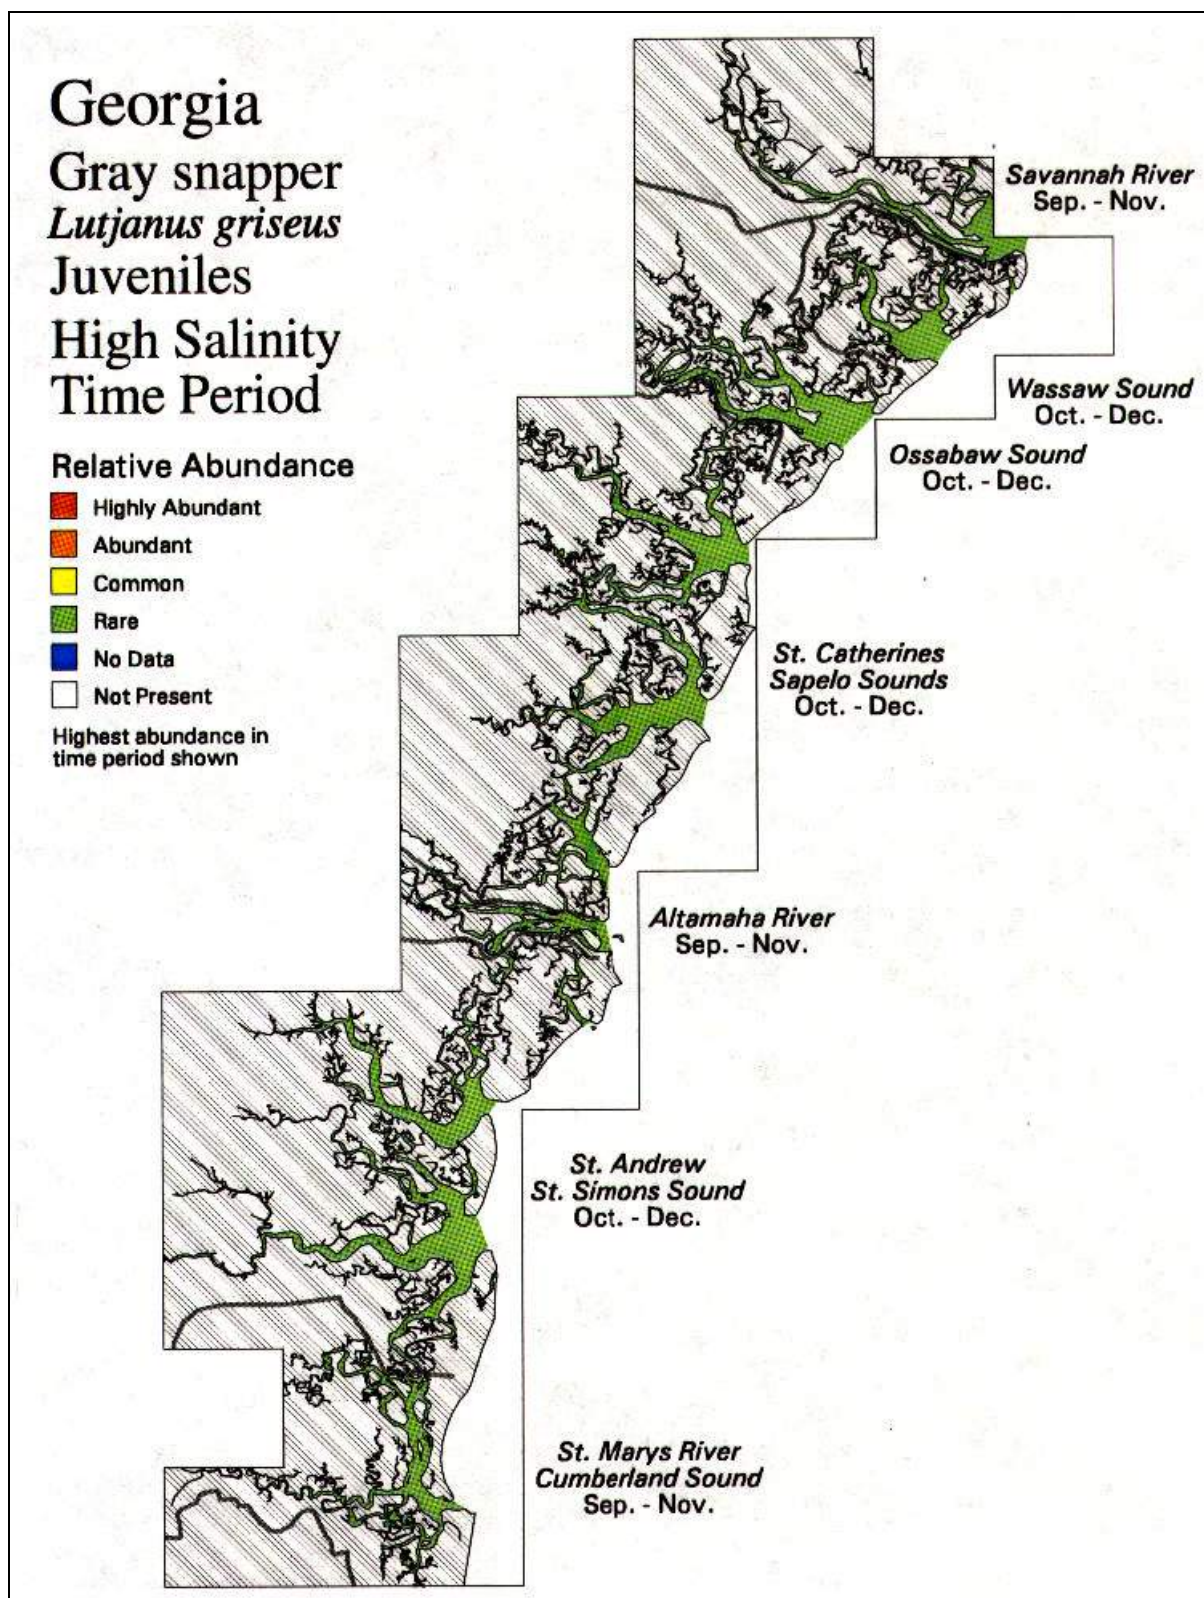 Georgia
Gray snapper
Lutjanus griseus
Juveniles
High Salinity
Time Period
Relative Abundance
Highly Abundant
Abundant
Common
Rare
No Data
Not Present
Highest abundance in
time period shown
Savannah River
Sep. - Nov.
Wassaw Sound
Oct. - Dec.
Ossabaw Sound
Oct. - Dec.
St. Catherines
Sapelo Sounds
Oct. - Dec.
Altamaha River
Sep. - Nov.
St. Andrew
St. Simons Sound
Oct. - Dec.
St. Marys River
Cumberland Sound
Sep. - Nov.